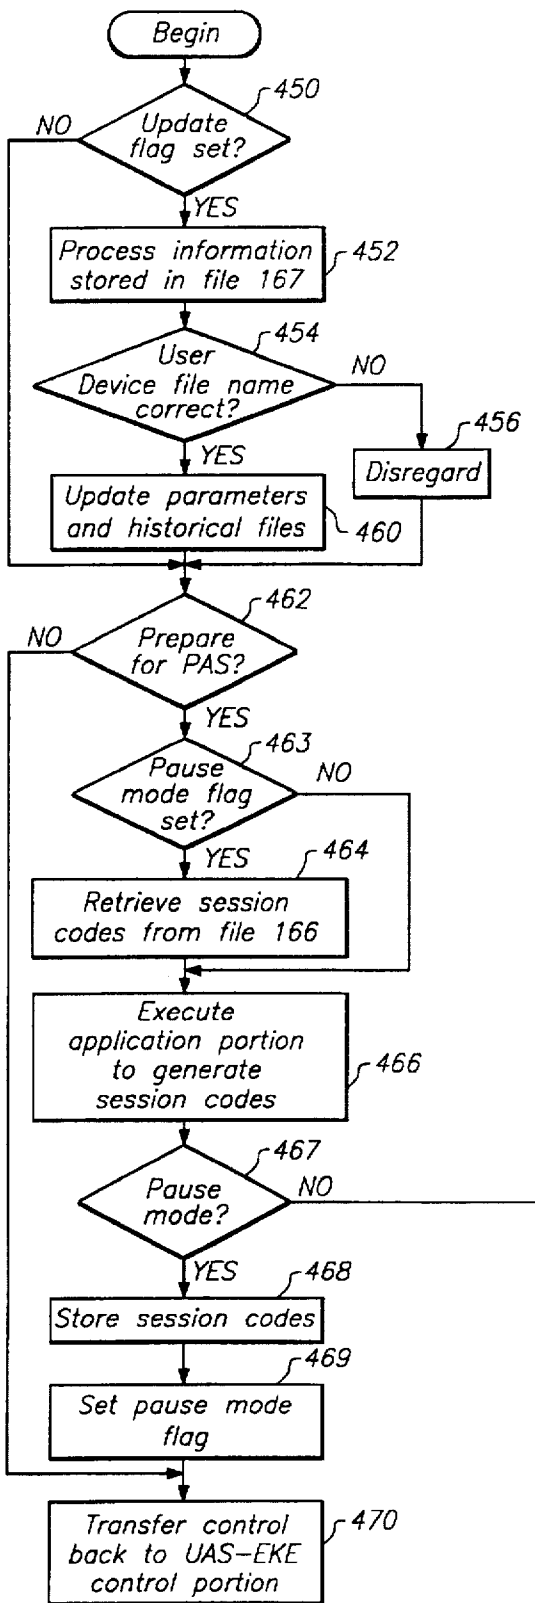 Begin
450
NO
Update
flag set?
YES
Process information
stored in file 167
452
454
User
Device file name
correct?
NO
YES
456
Disregard
Update parameters
and historical files
460
462
NO
Prepare
for PAS?
YES
463
Pause
mode flag
set?
NO
YES
464
Retrieve session
codes from file 166
Execute
application portion
to generate
session codes
466
467
Pause
mode?
NO
YES
468
Store session codes
469
Set pause mode
flag
Transfer control
back to UAS-EKE
control portion
470